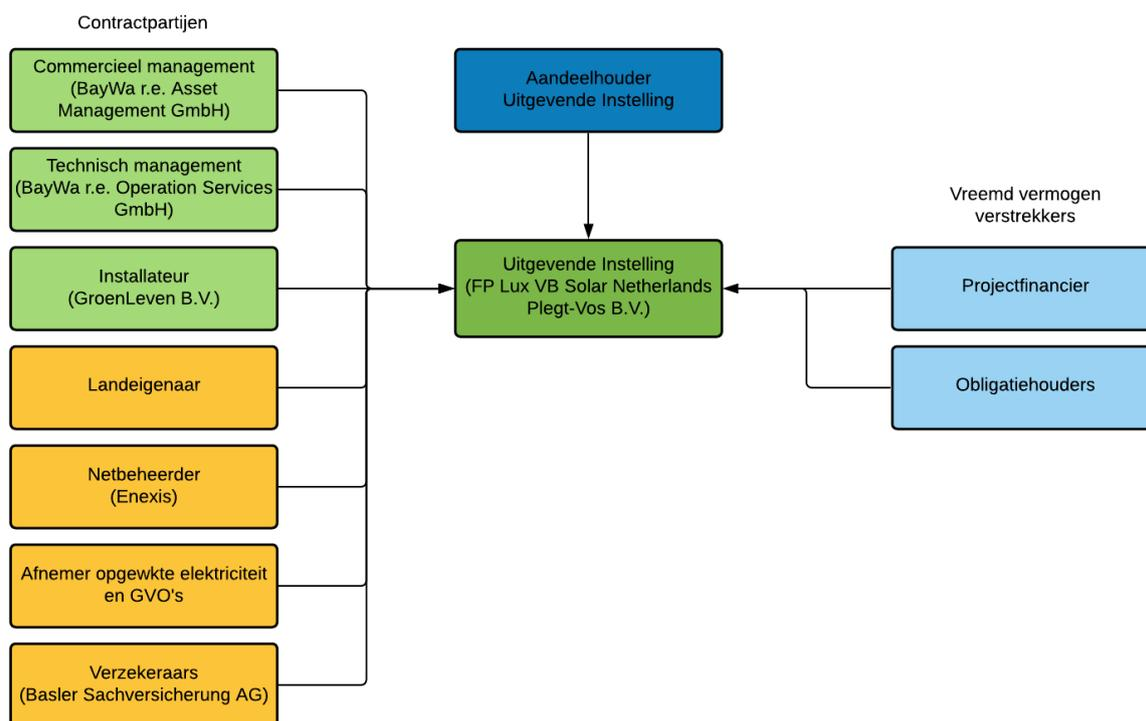 Contractpartijen
Commercieel management
(BayWa r.e. Asset
Management GmbH)
Technisch management
(BayWa r.e. Operation Services
GmbH)
Installateur
(GroenLeven B.V.)
Landeigenaar
Netbeheerder
(Enexis)
Afnemer opgewkte elektriciteit
en GVO's
Verzekeraars
(Basler Sachversicherung AG)
Aandeelhouder
Uitgevende Instelling
Uitgevende Instelling
(FP Lux VB Solar Netherlands
Plegt-Vos B.V.)
Vreemd vermogen
verstrekkers
Projectfinancier
Obligatiehouders